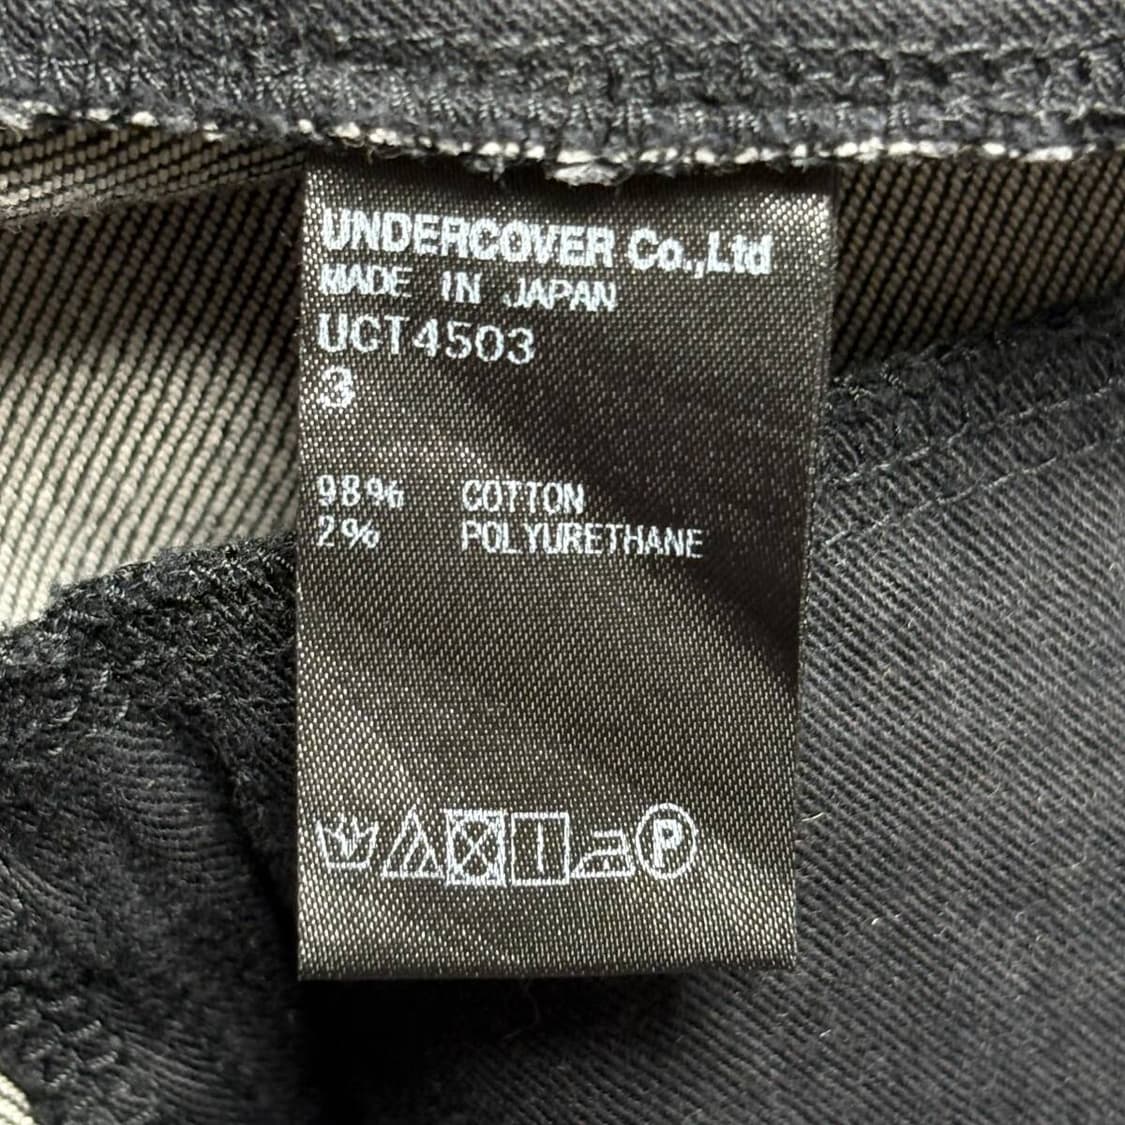 UNDERCOVER Co.,Ltd
MADE IN JAPAN
UCT4503
3
98% COTTON
2% POLYURETHANE
P